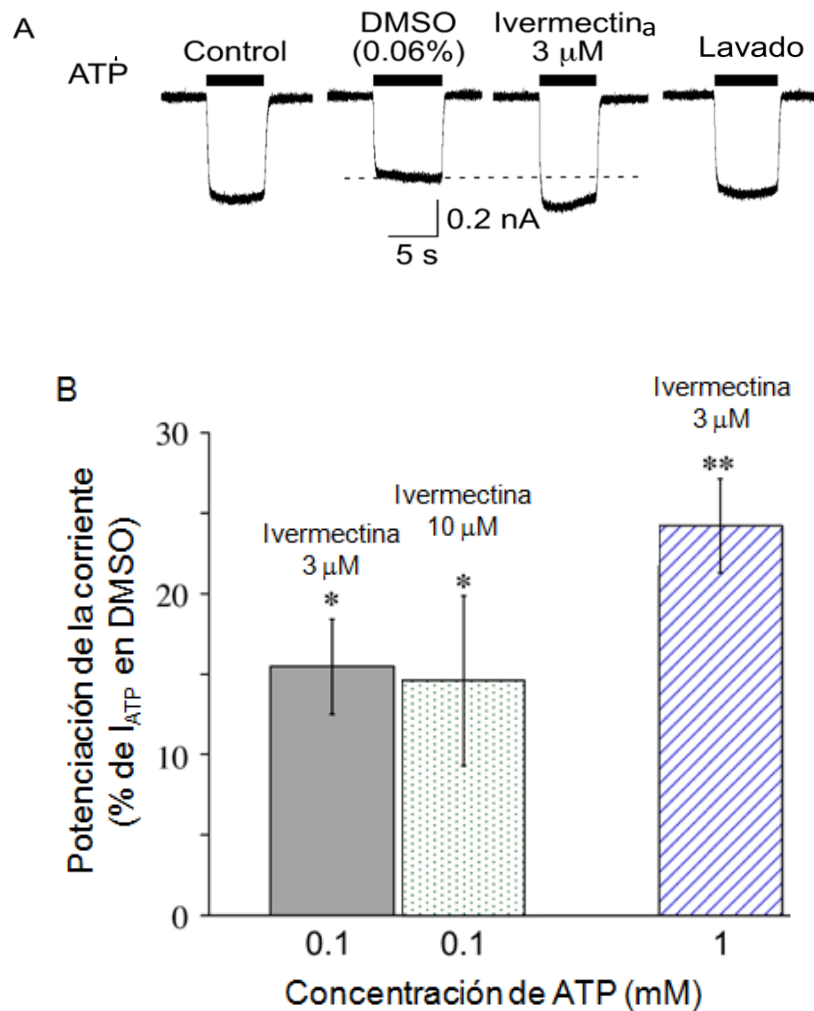 A
ATP
Control
DMSO
(0.06%)
Ivermectina
3 µM
Lavado
0.2 nA
5 s
B
Potenciación de la corriente
(% de IATP en DMSO)
30
20
10
0
Ivermectina
3 µM
*
Ivermectina
10 µM
*
Ivermectina
3 µM
**
0.1
0.1
1
Concentración de ATP (mM)